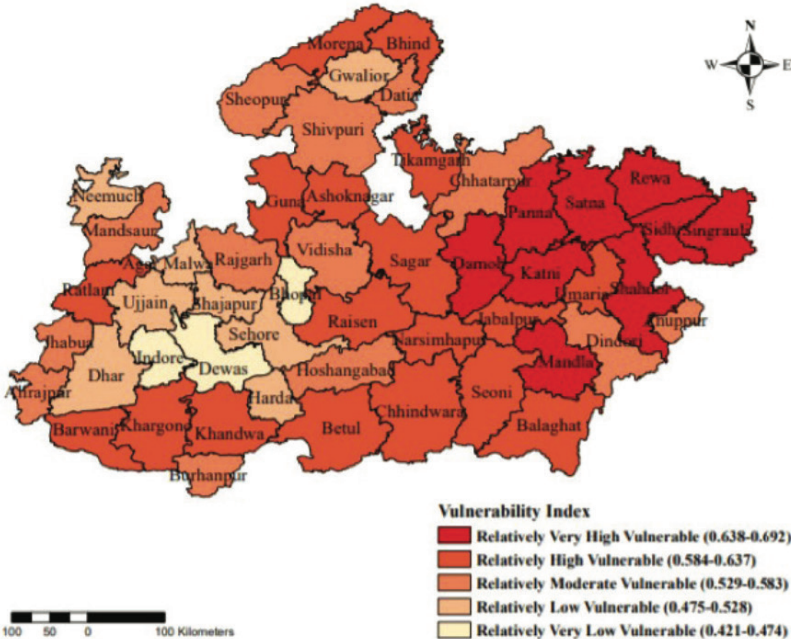 N
W E
S
Morena
Bhind
Gwalior
Sheopur
Datia
Shivpuri
Tikamgarh
Chhatarpur
Rewa
Neemuch
Guna
Ashoknagar
Panna
Satna
Mandsaur
Sidhi
Singrauli
Agar
Malwa
Rajgarh
Vidisha
Sagar
Damoh
Katni
Ratlam
Ujjain
Shajapur
Bhopal
Umaria
Shahdol
Raisen
Anuppur
Jhabua
Indore
Sehore
Narsimhapur
Jabalpur
Dindori
Dhar
Dewas
Hoshangabad
Mandla
Alirajpur
Harda
Seoni
Chhindwara
Barwani
Khargone
Khandwa
Betul
Balaghat
Burhanpur
Vulnerability Index
Relatively Very High Vulnerable (0.638-0.692)
Relatively High Vulnerable (0.584-0.637)
Relatively Moderate Vulnerable (0.529-0.583)
Relatively Low Vulnerable (0.475-0.528)
Relatively Very Low Vulnerable (0.421-0.474)
100 50 0 100 Kilometers